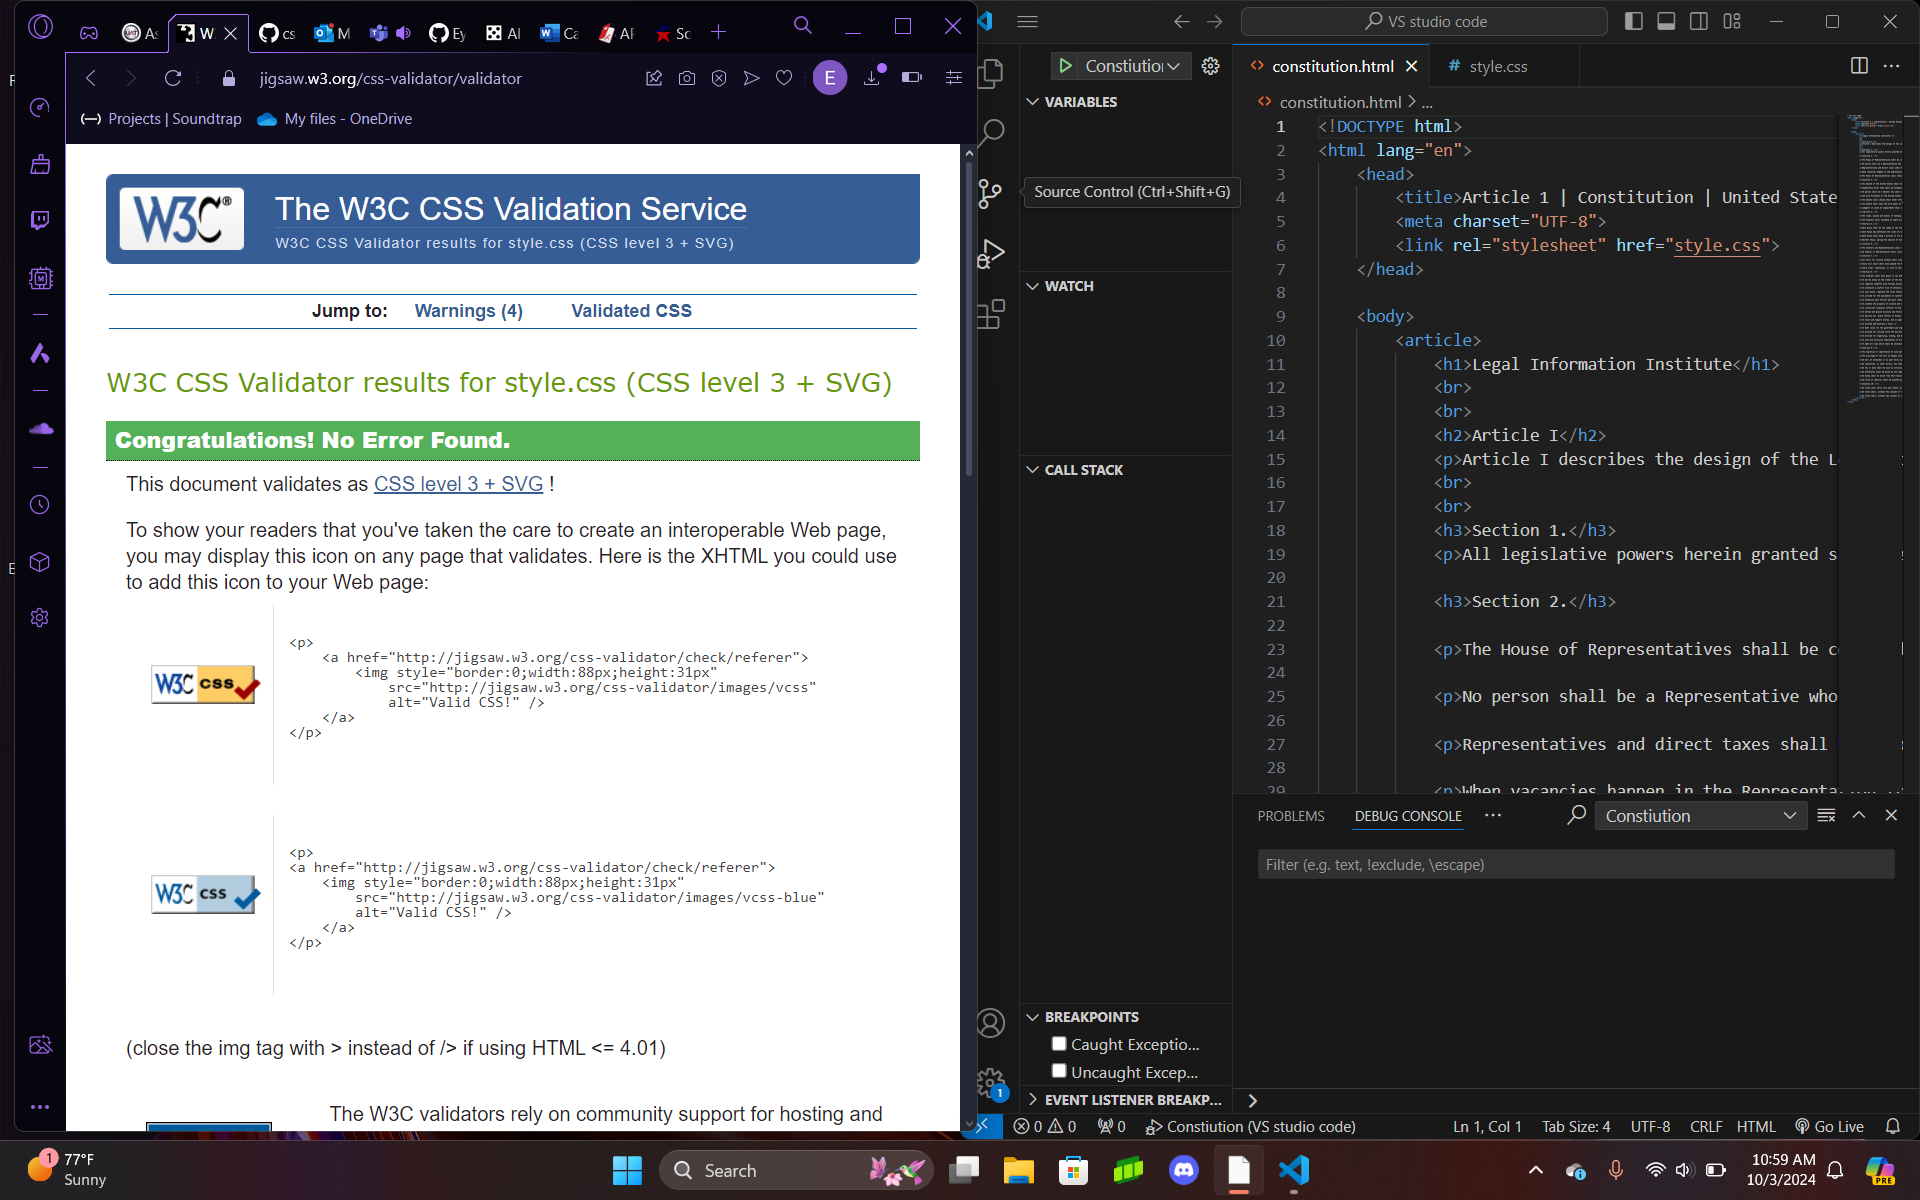 As
W
cs
M
Ey
AI
Ca
AF
Sc
jigsaw.w3.org/css-validator/validator
E
Projects | Soundtrap
My files - OneDrive
W3C®
The W3C CSS Validation Service
W3C CSS Validator results for style.css (CSS level 3 + SVG)
Jump to: Warnings (4) Validated CSS
W3C CSS Validator results for style.css (CSS level 3 + SVG)
Congratulations! No Error Found.
This document validates as CSS level 3 + SVG !
To show your readers that you've taken the care to create an interoperable Web page,
you may display this icon on any page that validates. Here is the XHTML you could use
to add this icon to your Web page:
W3C css
<p>
<a href="http://jigsaw.w3.org/css-validator/check/referer">
<img style="border:0;width:88px;height:31px"
src="http://jigsaw.w3.org/css-validator/images/vcss"
alt="Valid CSS!" />
</a>
</p>
W3C css
<p>
<a href="http://jigsaw.w3.org/css-validator/check/referer">
<img style="border:0;width:88px;height:31px"
src="http://jigsaw.w3.org/css-validator/images/vcss-blue"
alt="Valid CSS!" />
</a>
</p>
(close the img tag with > instead of /> if using HTML <= 4.01)
The W3C validators rely on community support for hosting and
VS studio code
Constiutio
VARIABLES
Source Control (Ctrl+Shift+G)
WATCH
CALL STACK
BREAKPOINTS
Caught Exceptio...
Uncaught Excep...
EVENT LISTENER BREAKP...
1
constitution.html
# style.css
constitution.html > ...
1 <!DOCTYPE html>
2 <html lang="en">
3 <head>
4 <title>Article 1 | Constitution | United State
5 <meta charset="UTF-8">
6 <link rel="stylesheet" href="style.css">
7 </head>
8
9 <body>
10 <article>
11 <h1>Legal Information Institute</h1>
12 <br>
13 <br>
14 <h2>Article I</h2>
15 <p>Article I describes the design of the L
16 <br>
17 <br>
18 <h3>Section 1.</h3>
19 <p>All legislative powers herein granted s
20
21 <h3>Section 2.</h3>
22
23 <p>The House of Representatives shall be c
24
25 <p>No person shall be a Representative who
26
27 <p>Representatives and direct taxes shall
28
29 <p>When vacancies happen in the Representa
PROBLEMS DEBUG CONSOLE ... Constiution
Filter (e.g. text, !exclude, \escape)
0 0 0 Constiution (VS studio code) Ln 1, Col 1 Tab Size: 4 UTF-8 CRLF HTML Go Live
1
77°F
Sunny
Search
10:59 AM
10/3/2024
PRE